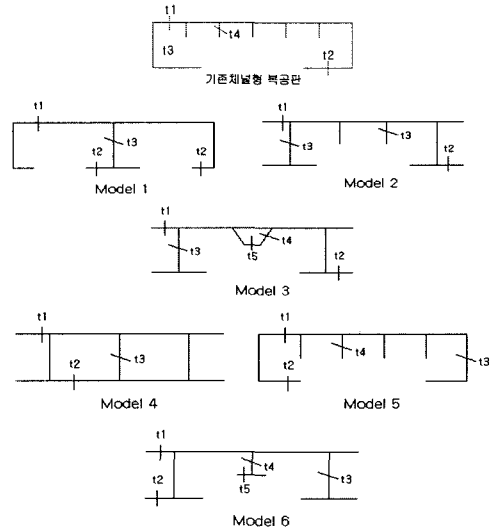 t1
t4
t3
t2
기존체널형 복공판
t1
t3
t2
t2
Model 1
t1
t3
t3
t2
Model 2
t1
t4
t3
t5
t2
Model 3
t1
t3
t2
Model 4
t1
t4
t3
t2
Model 5
t1
t4
t3
t2
t5
Model 6